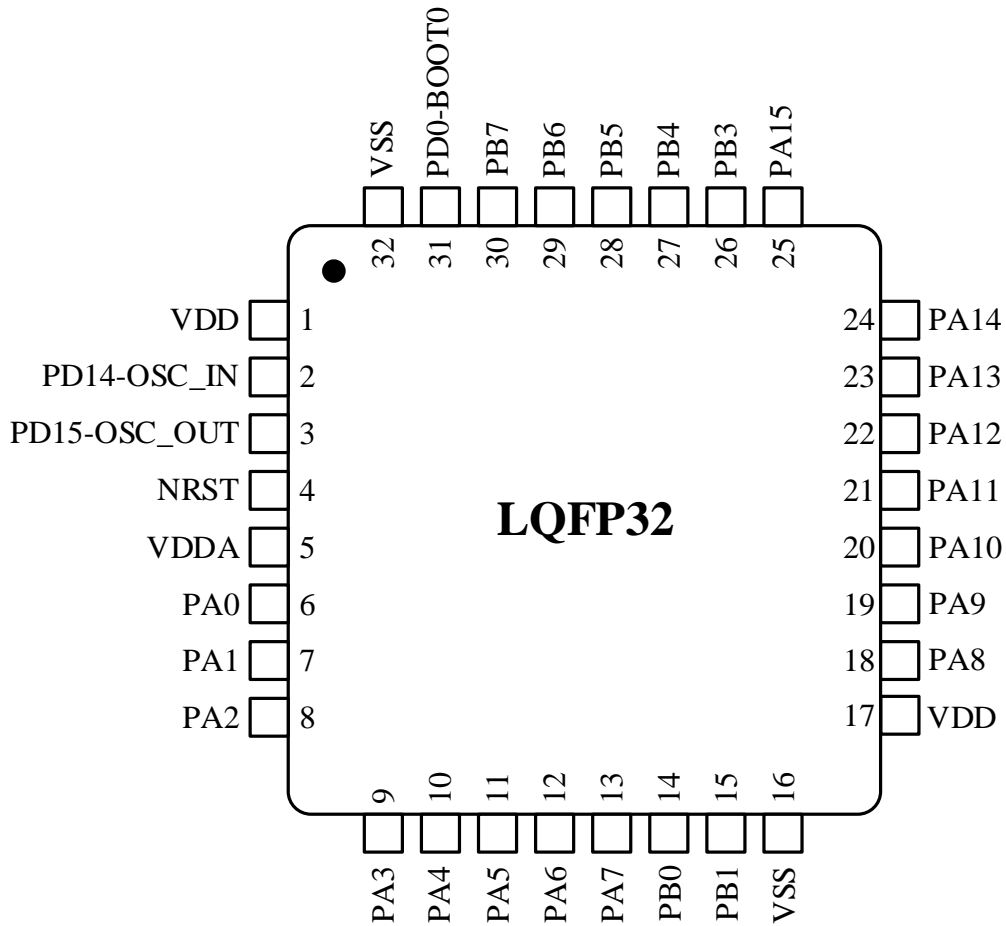 VSS
PD0-BOOT0
PB7
PB6
PB5
PB4
PB3
PA15
32
31
30
29
28
27
26
25
VDD 1
PD14-OSC_IN 2
PD15-OSC_OUT 3
NRST 4
VDDA 5
PA0 6
PA1 7
PA2 8
LQFP32
24 PA14
23 PA13
22 PA12
21 PA11
20 PA10
19 PA9
18 PA8
17 VDD
9
10
11
12
13
14
15
16
PA3
PA4
PA5
PA6
PA7
PB0
PB1
VSS